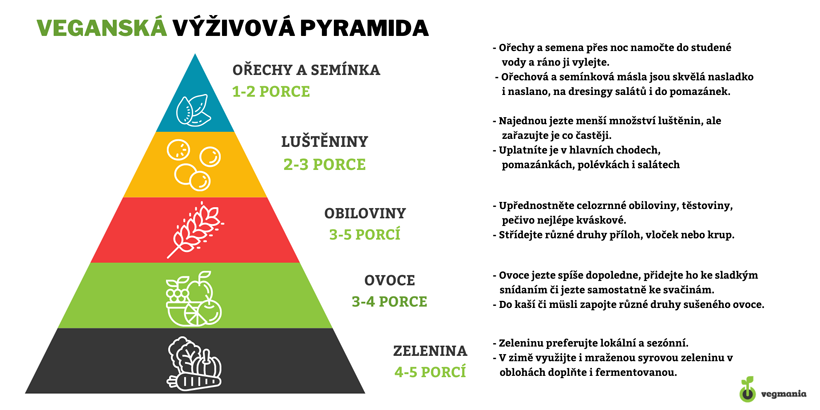 VEGANSKÁ VÝŽIVOVÁ PYRAMIDA
OŘECHY A SEMÍNKA
1-2 PORCE
- Ořechy a semena přes noc namočte do studené
vody a ráno ji vylejte.
- Ořechová a semínková másla jsou skvělá nasladko
i naslano, na dresingy salátů i do pomazánek.
LUŠTĚNINY
2-3 PORCE
- Najednou jezte menší množství luštěnin, ale
zařazujte je co častěji.
- Uplatníte je v hlavních chodech,
pomazánkách, polévkách i salátech
OBILOVINY
3-5 PORCÍ
- Upřednostněte celozrnné obiloviny, těstoviny,
pečivo nejlépe kváskové.
- Střídejte různé druhy příloh, vloček nebo krup.
OVOCE
3-4 PORCE
- Ovoce jezte spíše dopoledne, přidejte ho ke sladkým
snídaním či jezte samostatně ke svačinám.
- Do kaší či müsli zapojte různé druhy sušeného ovoce.
ZELENINA
4-5 PORCÍ
- Zeleninu preferujte lokální a sezónní.
- V zimě využijte i mraženou syrovou zeleninu v
oblohách doplňte i fermentovanou.
vegmania